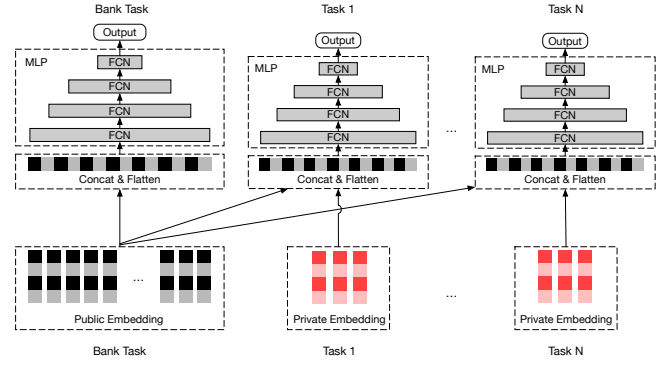 Bank Task
Task 1
Task N
Output
Output
Output
MLP
FCN
MLP
FCN
MLP
FCN
FCN
FCN
FCN
FCN
FCN
FCN
FCN
FCN
FCN
...
Concat & Flatten
Concat & Flatten
Concat & Flatten
...
...
Public Embedding
Private Embedding
Private Embedding
Bank Task
Task 1
Task N